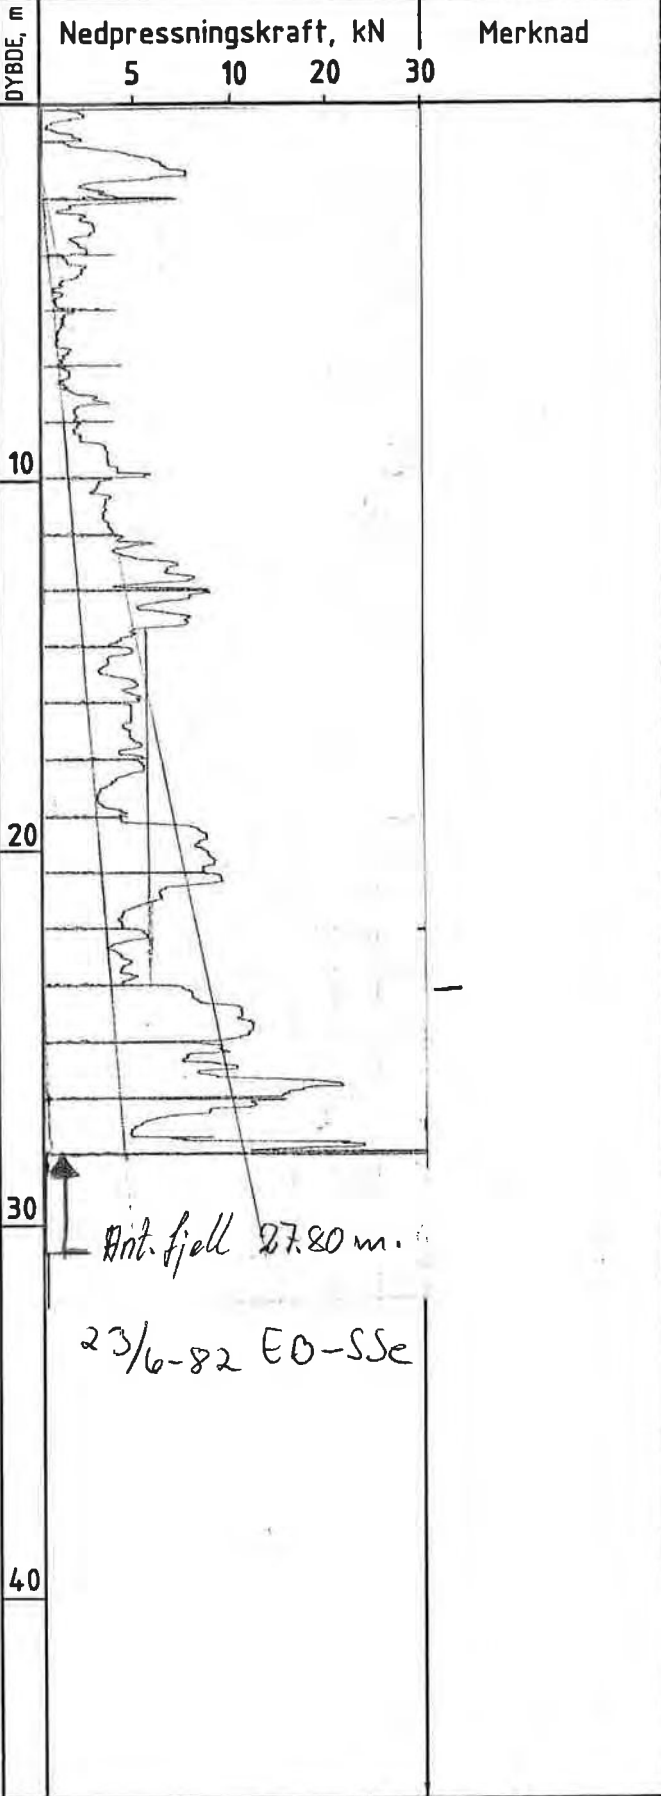 DYBDE, m
Nedpressningskraft, kN
Merknad
5 10 20 30
10
20
30
Ant. fjell 27.80 m.
23/6-82 EO-SSe
40